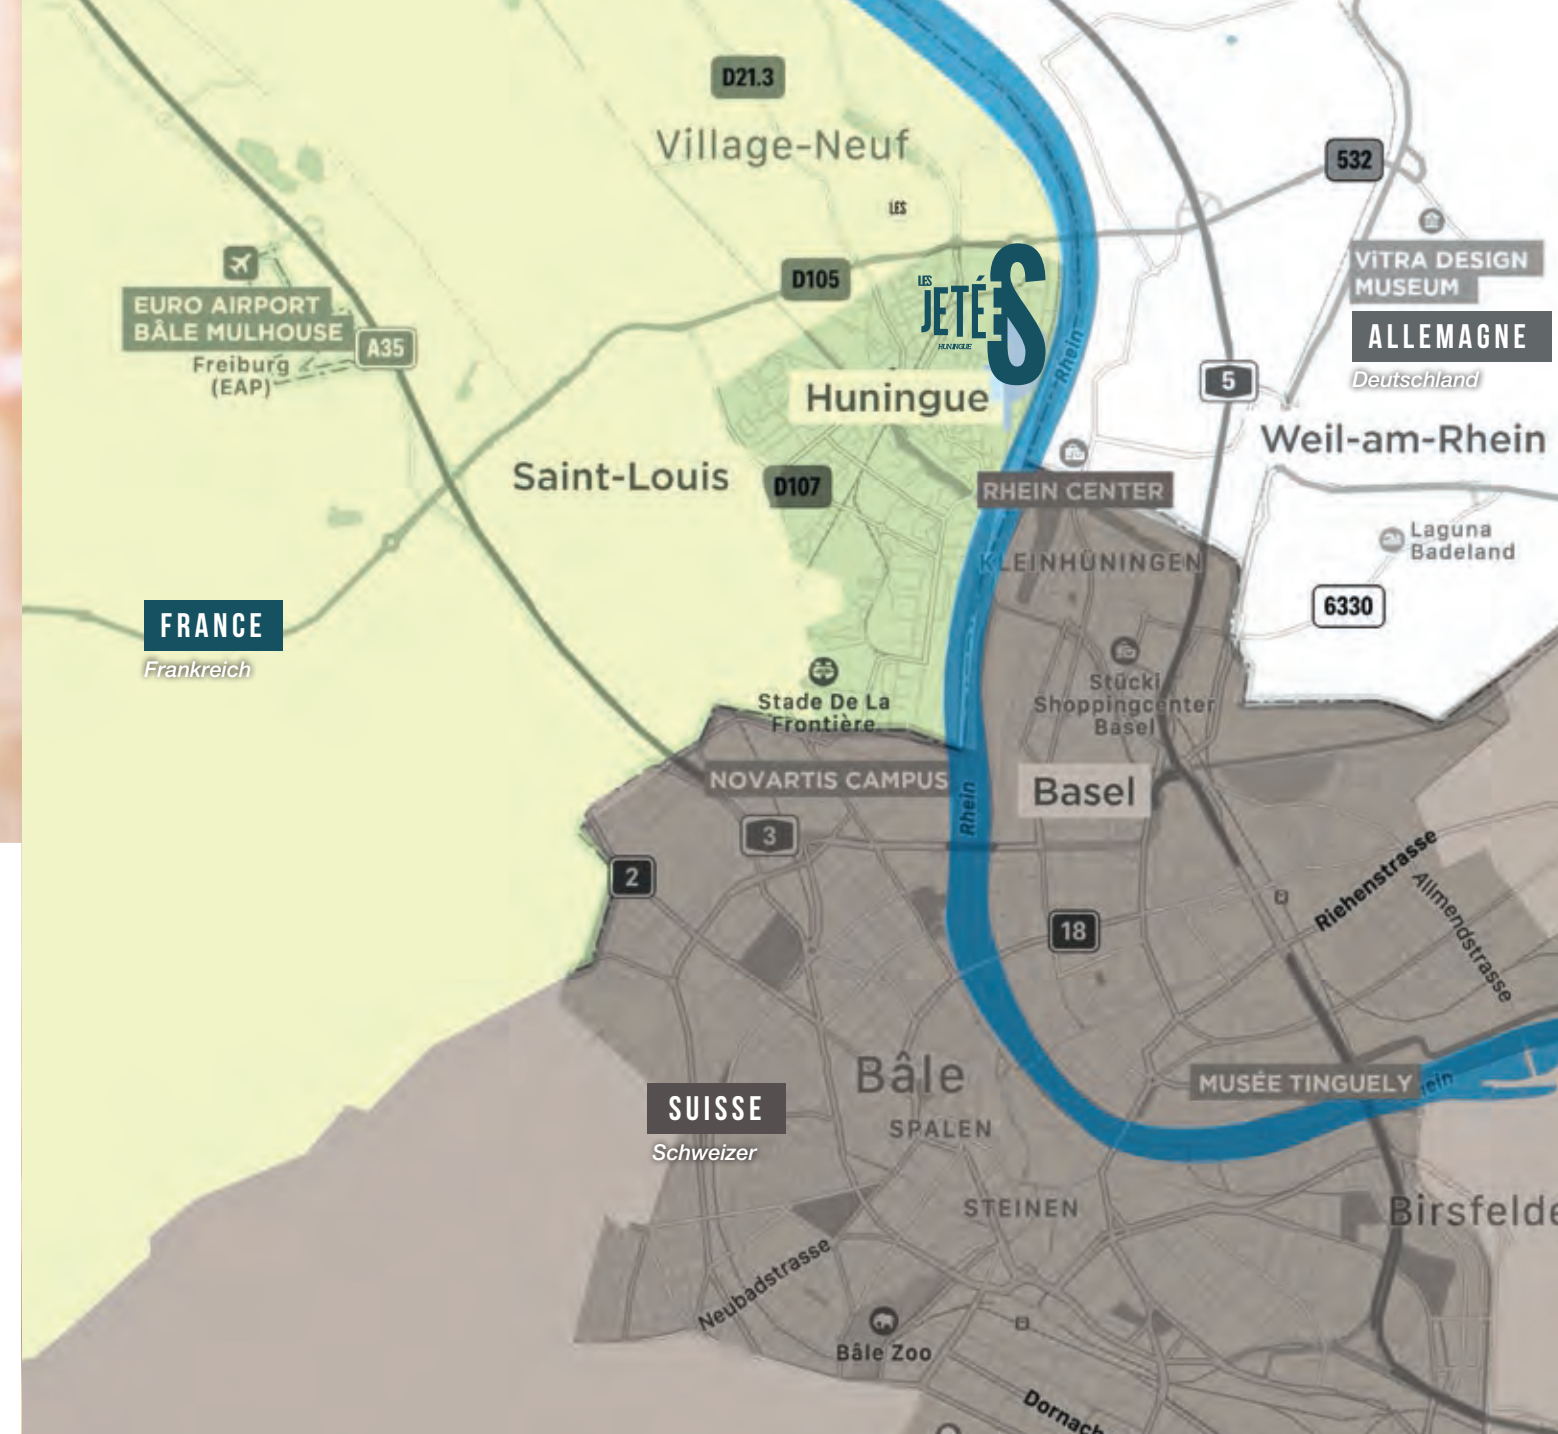 D21.3
Village-Neuf
LES
532
ViTRA DESIGN
MUSEUM
ALLEMAGNE
Deutschland
EURO AIRPORT
BÂLE MULHOUSE
A35
Freiburg
(EAP)
D105
LES
JETÉES
HUNINGUE
Rhein
5
Huningue
Weil-am-Rhein
Saint-Louis
D107
RHEIN CENTER
Laguna
Badeland
KLEINHÜNINGEN
6330
FRANCE
Frankreich
Stade De La
Frontière
Stücki
Shoppingcenter
Basel
NOVARTIS CAMPUS
Rhein
Basel
3
2
18
Riehenstrasse
Allmendstrasse
Bâle
MUSÉE TINGUELY
ein
SUISSE
Schweizer
SPALEN
STEINEN
Birsfelde
Neubadstrasse
Bâle Zoo
Dornach